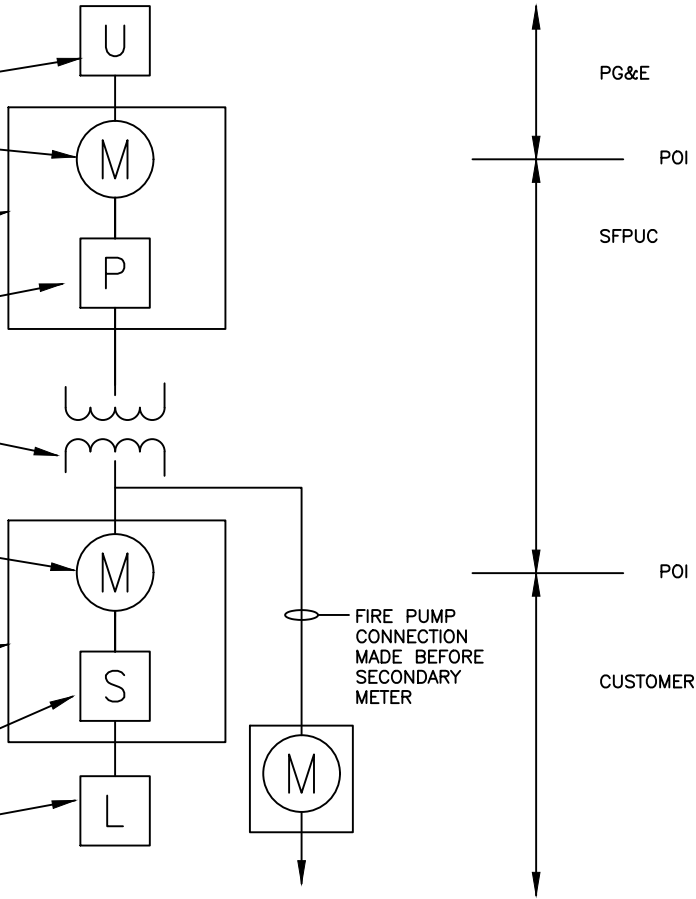 U
PG&E
M
POI
SFPUC
P
M
POI
FIRE PUMP
CONNECTION
MADE BEFORE
SECONDARY
METER
S
CUSTOMER
M
L